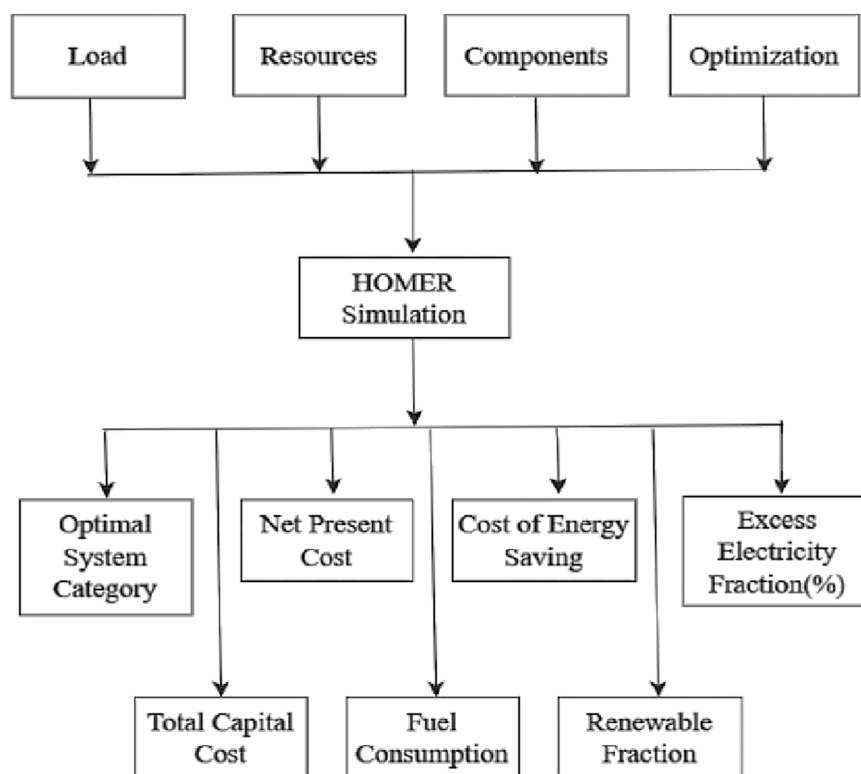 Load
Resources
Components
Optimization
HOMER
Simulation
Optimal
System
Category
Net Present
Cost
Cost of Energy
Saving
Excess
Electricity
Fraction(%)
Total Capital
Cost
Fuel
Consumption
Renewable
Fraction